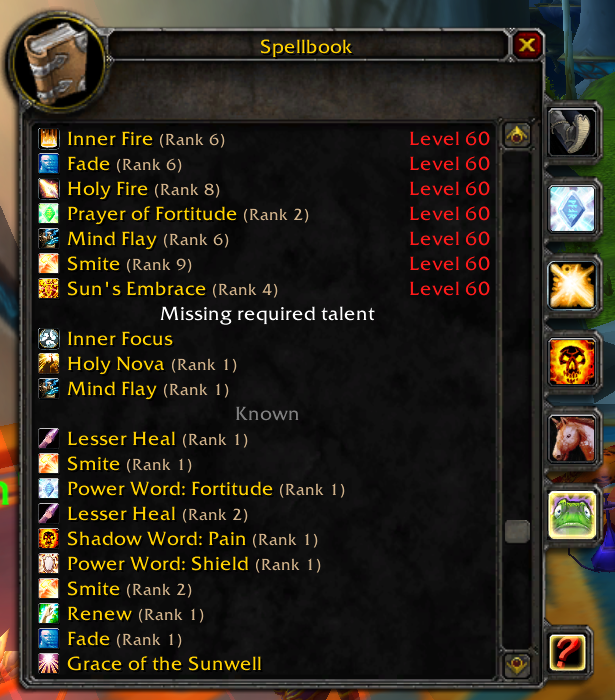 Spellbook
Inner Fire (Rank 6) Level 60
Fade (Rank 6) Level 60
Holy Fire (Rank 8) Level 60
Prayer of Fortitude (Rank 2) Level 60
Mind Flay (Rank 6) Level 60
Smite (Rank 9) Level 60
Sun's Embrace (Rank 4) Level 60
Missing required talent
Inner Focus
Holy Nova (Rank 1)
Mind Flay (Rank 1)
Known
Lesser Heal (Rank 1)
Smite (Rank 1)
Power Word: Fortitude (Rank 1)
Lesser Heal (Rank 2)
Shadow Word: Pain (Rank 1)
Power Word: Shield (Rank 1)
Smite (Rank 2)
Renew (Rank 1)
Fade (Rank 1)
Grace of the Sunwell